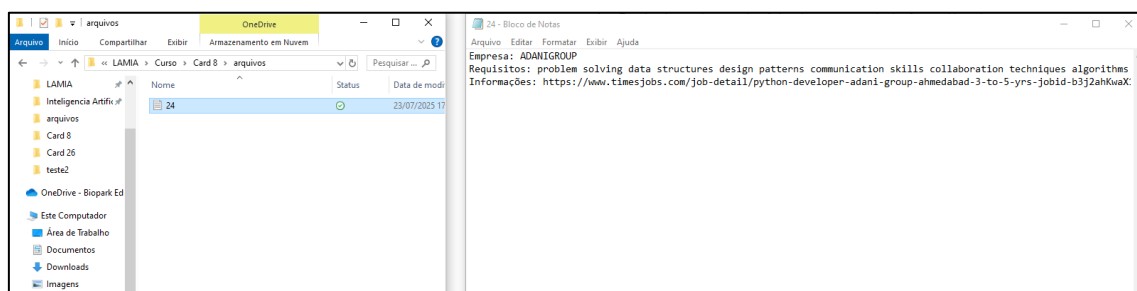 arquivos
OneDrive
Arquivo Início Compartilhar Exibir Armazenamento em Nuvem
« LAMIA > Curso > Card 8 > arquivos
Pesquisar ...
LAMIA
Inteligencia Artific
arquivos
Card 8
Card 26
teste2
OneDrive - Biopark Ed
Este Computador
Área de Trabalho
Documentos
Downloads
Imagens
Nome Status Data de modi
24 23/07/2025 17
24 - Bloco de Notas
Arquivo Editar Formatar Exibir Ajuda
Empresa: ADANIGROUP
Requisitos: problem solving data structures design patterns communication skills collaboration techniques algorithms
Informações: https://www.timesjobs.com/job-detail/python-developer-adani-group-ahmedabad-3-to-5-yrs-jobid-b3j2ahKwaX